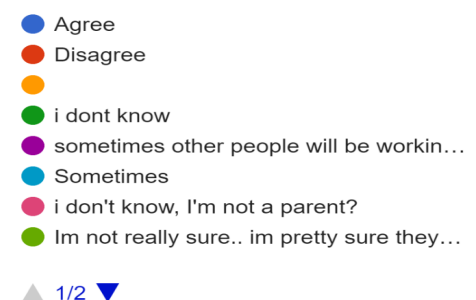 Agree
Disagree
i dont know
sometimes other people will be workin...
Sometimes
i don't know, I'm not a parent?
Im not really sure.. im pretty sure they...
1/2